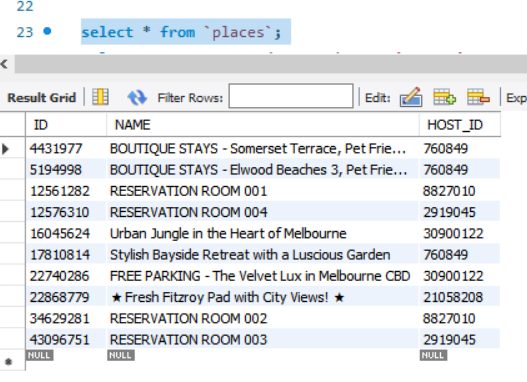 22
23 select * from `places`;
Result Grid Filter Rows: Edit: Exp
ID NAME HOST_ID
4431977 BOUTIQUE STAYS - Somerset Terrace, Pet Frie... 760849
5194998 BOUTIQUE STAYS - Elwood Beaches 3, Pet Frie... 760849
12561282 RESERVATION ROOM 001 8827010
12576310 RESERVATION ROOM 004 2919045
16045624 Urban Jungle in the Heart of Melbourne 30900122
17810814 Stylish Bayside Retreat with a Luscious Garden 760849
22740286 FREE PARKING - The Velvet Lux in Melbourne CBD 30900122
22868779 ★ Fresh Fitzroy Pad with City Views! ★ 21058208
34629281 RESERVATION ROOM 002 8827010
43096751 RESERVATION ROOM 003 2919045
NULL NULL NULL